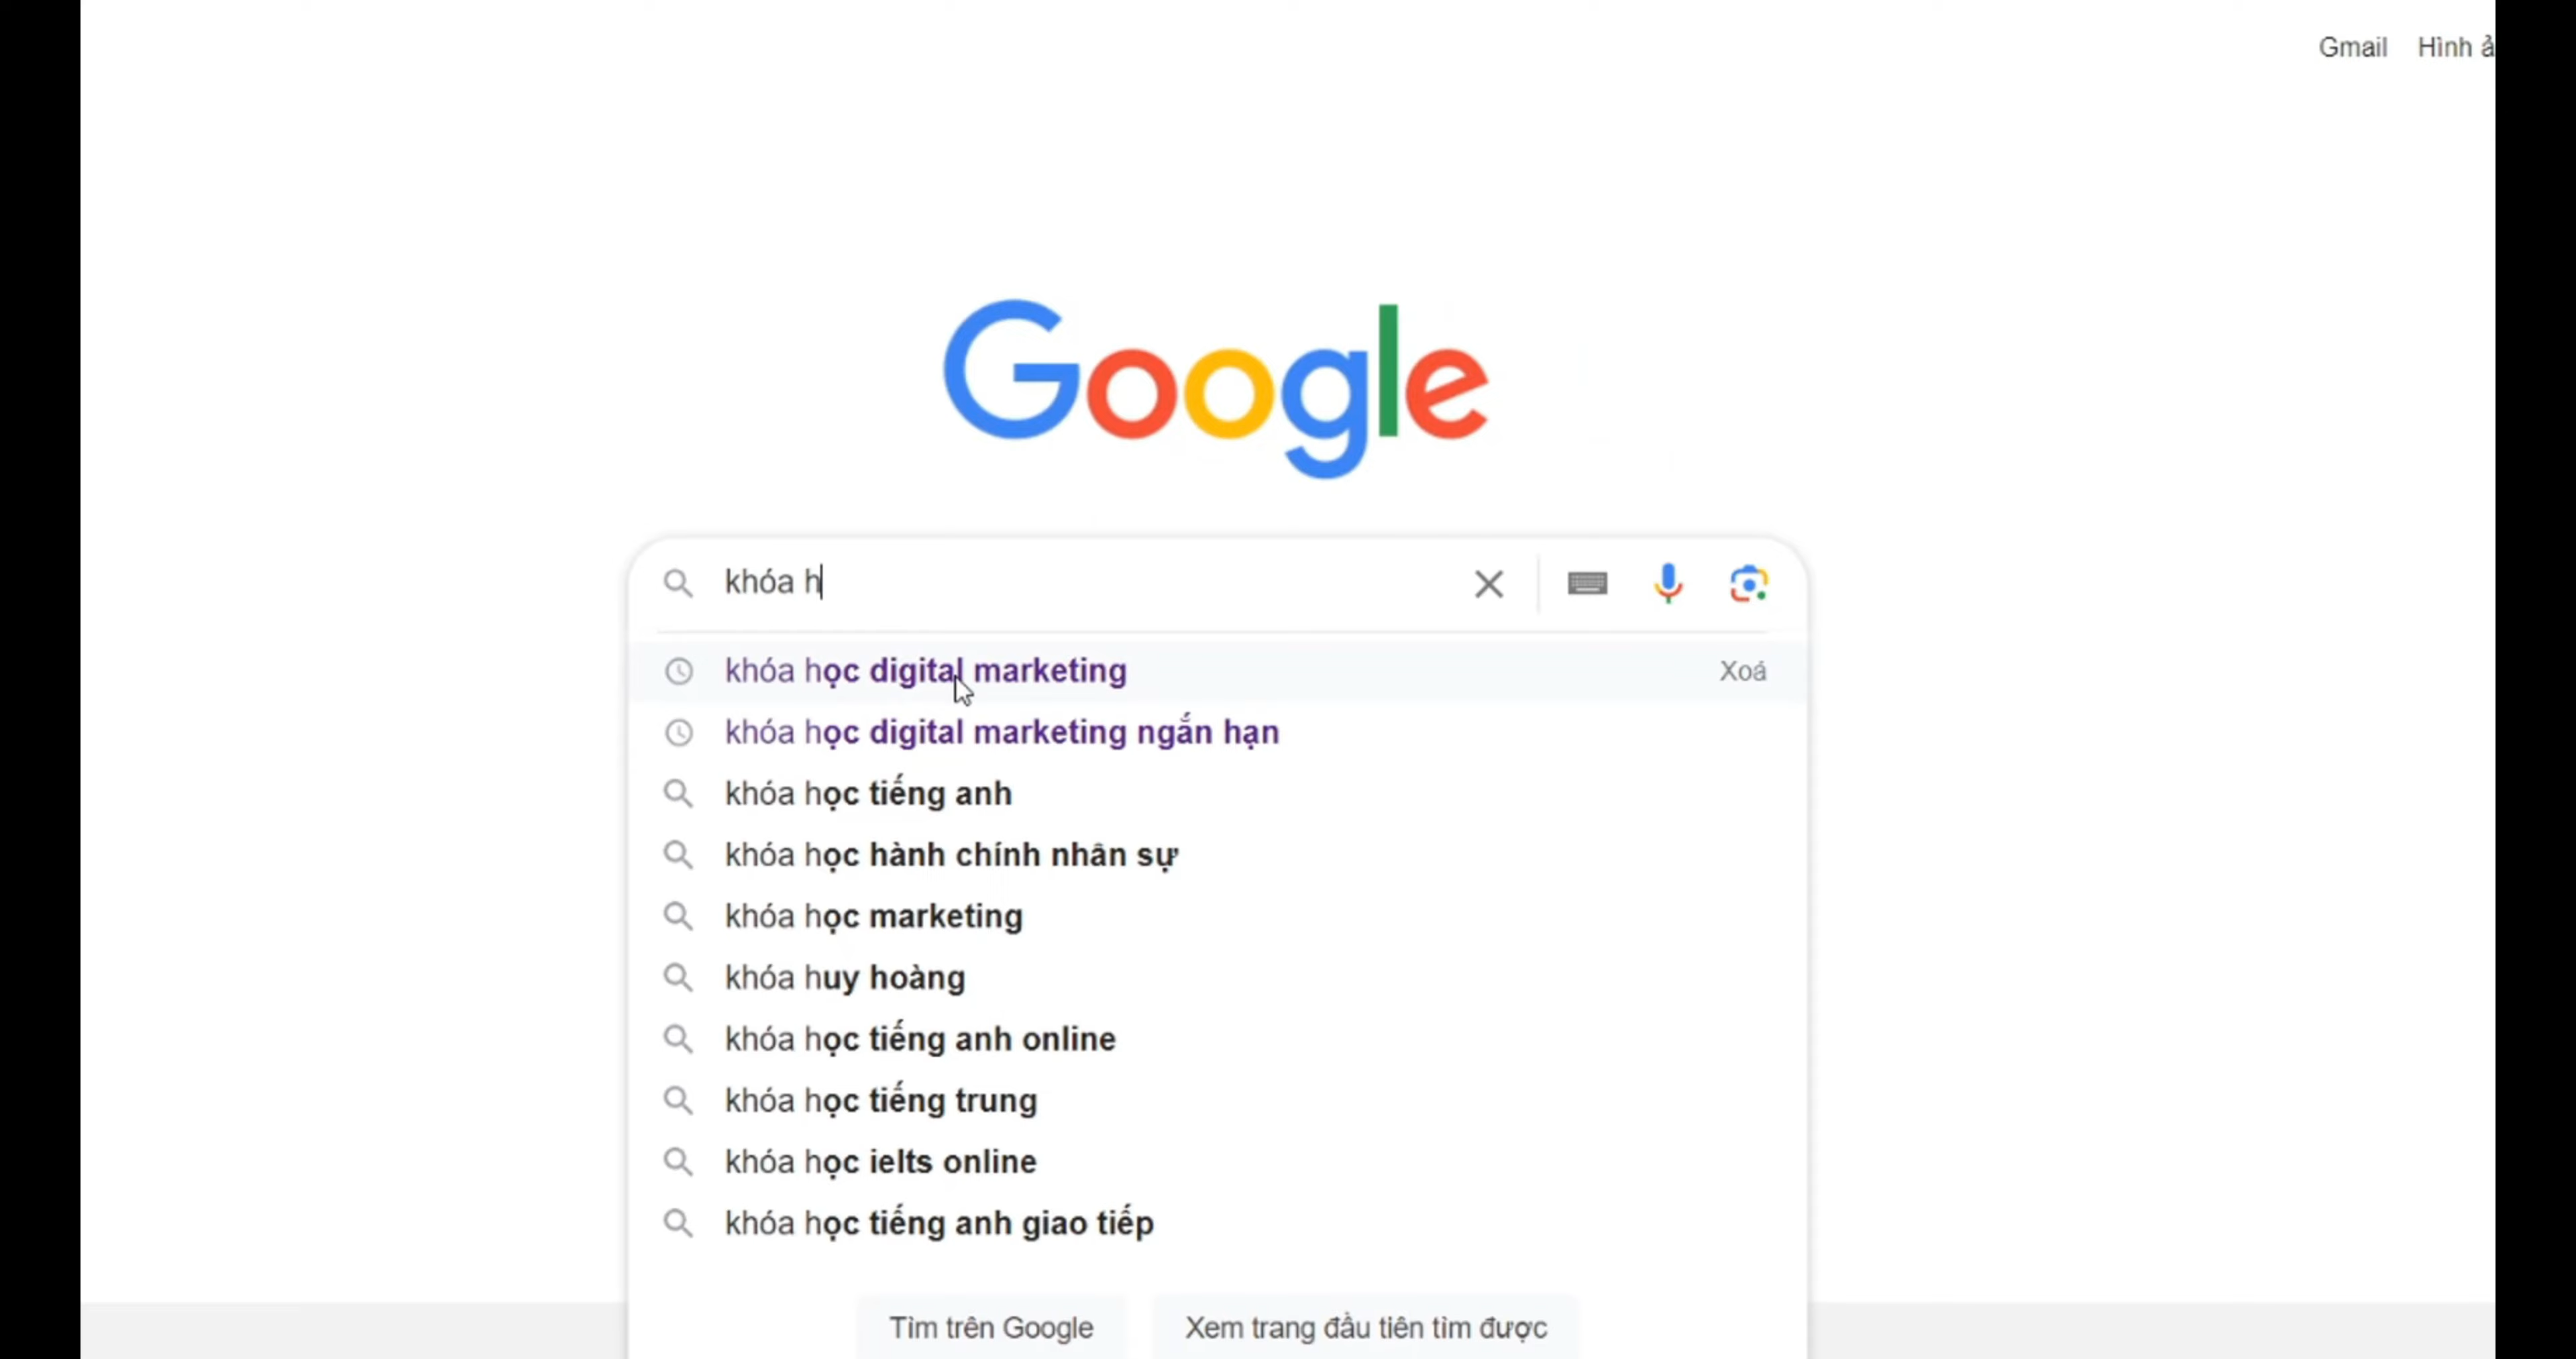 Gmail Hình ả
Google
khóa h
khóa học digital marketing Xoá
khóa học digital marketing ngắn hạn
khóa học tiếng anh
khóa học hành chính nhân sự
khóa học marketing
khóa huy hoàng
khóa học tiếng anh online
khóa học tiếng trung
khóa học ielts online
khóa học tiếng anh giao tiếp
Tìm trên Google Xem trang đầu tiên tìm được